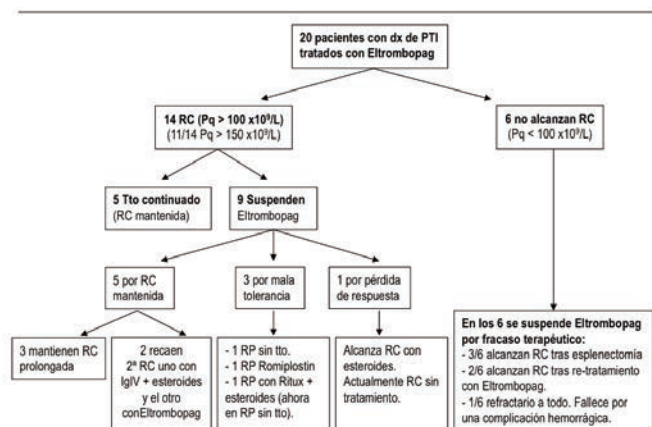 20 pacientes con dx de PTI
tratados con Eltrombopag
14 RC (Pq > 100 x10⁹/L)
(11/14 Pq > 150 x10⁹/L)
6 no alcanzan RC
(Pq < 100 x10⁹/L)
5 Tto continuado
(RC mantenida)
9 Suspenden
Eltrombopag
5 por RC
mantenida
3 por mala
tolerancia
1 por pérdida
de respuesta
3 mantienen RC
prolongada
2 recaen
2ª RC uno con
IgIV + esteroides
y el otro
conEltrombopag
- 1 RP sin tto.
- 1 RP Romiplostin
- 1 RP con Ritux +
esteroides (ahora
en RP sin tto).
Alcanza RC con
esteroides.
Actualmente RC sin
tratamiento.
En los 6 se suspende Eltrombopag
por fracaso terapéutico:
- 3/6 alcanzan RC tras esplenectomía
- 2/6 alcanzan RC tras re-tratamiento
con Eltrombopag.
- 1/6 refractario a todo. Fallece por
una complicación hemorrágica.